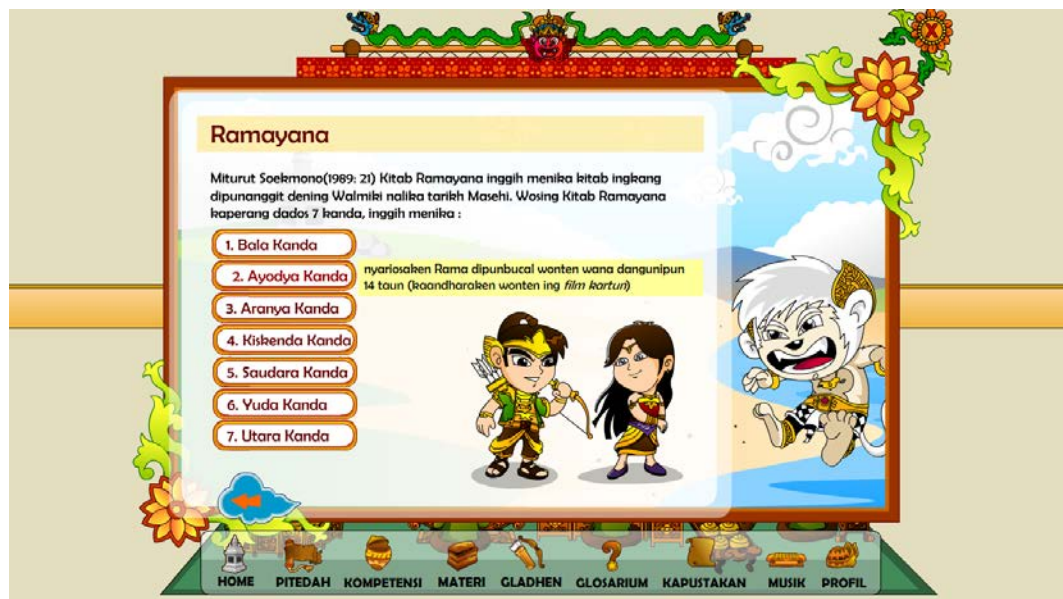 X
Ramayana
Miturut Soekmono(1989: 21) Kitab Ramayana inggih menika kitab ingkang
dipunanggit dening Walmiki nalika tarikh Masehi. Wosing Kitab Ramayana
kaperang dados 7 kanda, inggih menika :
1. Bala Kanda
2. Ayodya Kanda
nyariosaken Rama dipunbucal wonten wana dangunipun
14 taun (kaandharaken wonten ing film kartun)
3. Aranya Kanda
4. Kiskenda Kanda
5. Saudara Kanda
6. Yuda Kanda
7. Utara Kanda
HOME PITEDAH KOMPETENSI MATERI GLADHEN GLOSARIUM KAPUSTAKAN MUSIK PROFIL